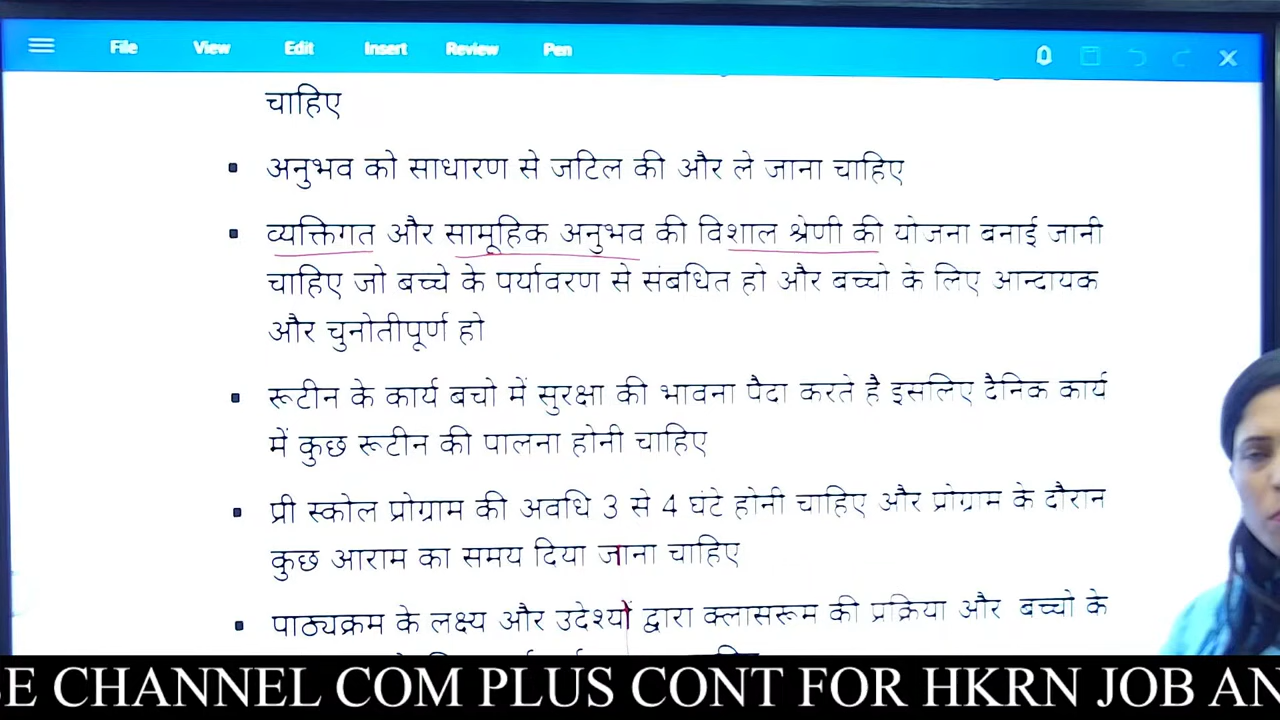 File View Edit Insert Review Pen
चाहिए
▪ अनुभव को साधारण से जटिल की और ले जाना चाहिए
▪ व्यक्तिगत और सामूहिक अनुभव की विशाल श्रेणी की योजना बनाई जानी
चाहिए जो बच्चे के पर्यावरण से संबधित हो और बच्चो के लिए आन्दायक
और चुनोतीपूर्ण हो
▪ रूटीन के कार्य बचो में सुरक्षा की भावना पैदा करते है इसलिए दैनिक कार्य
में कुछ रूटीन की पालना होनी चाहिए
▪ प्री स्कोल प्रोग्राम की अवधि 3 से 4 घंटे होनी चाहिए और प्रोग्राम के दौरान
कुछ आराम का समय दिया जाना चाहिए
▪ पाठ्यक्रम के लक्ष्य और उदेश्यों द्वारा क्लासरूम की प्रक्रिया और बच्चो के
SE CHANNEL COM PLUS CONT FOR HKRN JOB AN